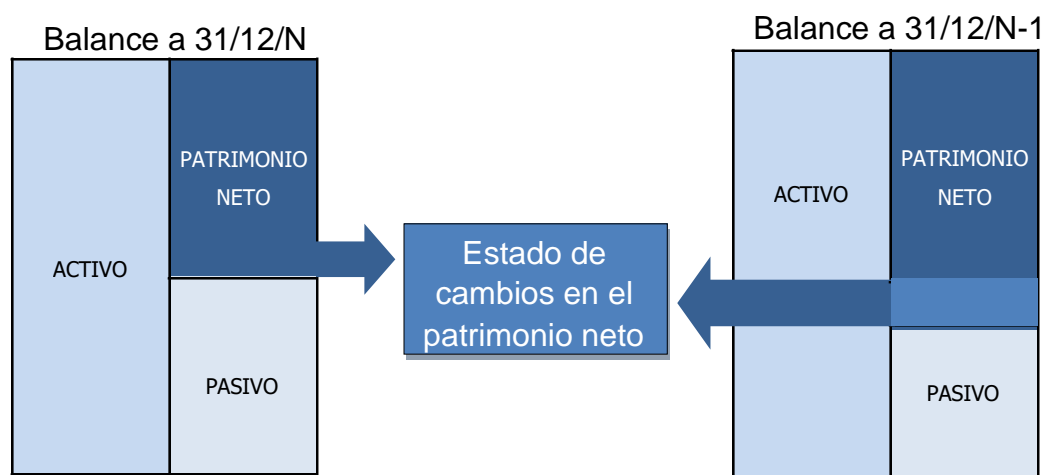 Balance a 31/12/N
ACTIVO
PATRIMONIO
NETO
PASIVO
Estado de
cambios en el
patrimonio neto
Balance a 31/12/N-1
ACTIVO
PATRIMONIO
NETO
PASIVO